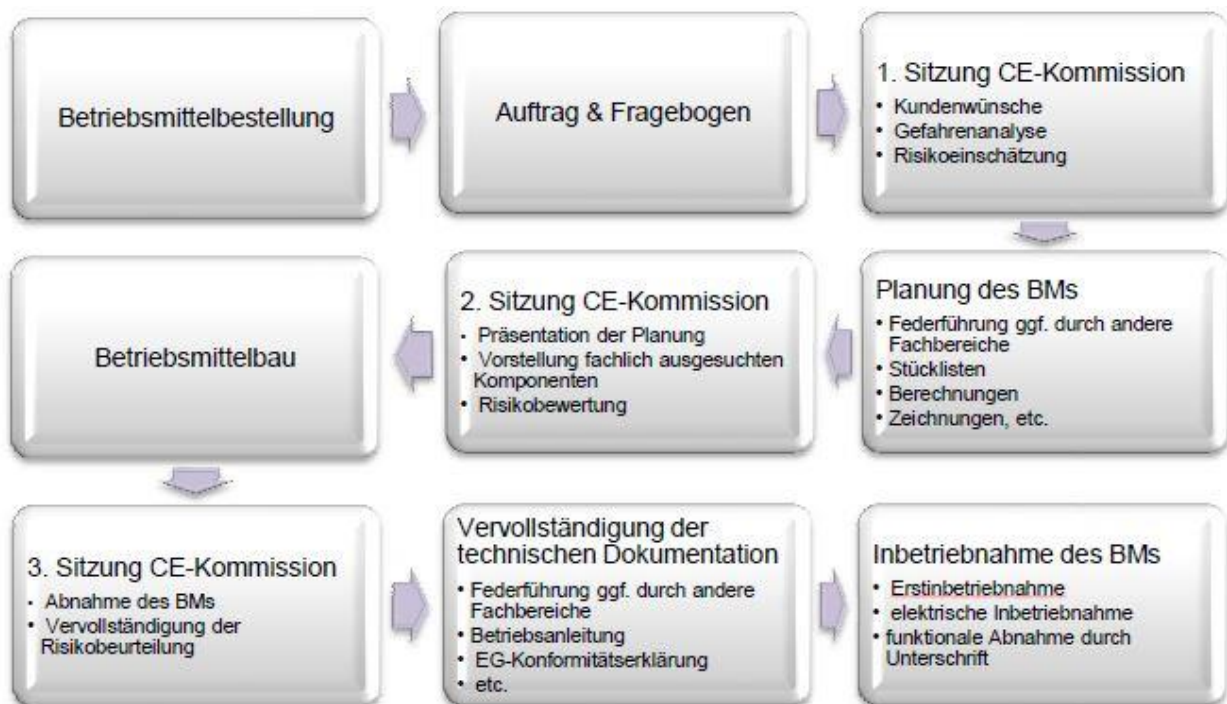 Betriebsmittelbestellung
Auftrag & Fragebogen
1. Sitzung CE-Kommission
• Kundenwünsche
• Gefahrenanalyse
• Risikoeinschätzung
Planung des BMs
• Federführung ggf. durch andere
Fachbereiche
• Stücklisten
• Berechnungen
• Zeichnungen, etc.
2. Sitzung CE-Kommission
• Präsentation der Planung
• Vorstellung fachlich ausgesuchten
Komponenten
• Risikobewertung
Betriebsmittelbau
3. Sitzung CE-Kommission
• Abnahme des BMs
• Vervollständigung der
Risikobeurteilung
Vervollständigung der
technischen Dokumentation
• Federführung ggf. durch andere
Fachbereiche
• Betriebsanleitung
• EG-Konformitätserklärung
• etc.
Inbetriebnahme des BMs
• Erstinbetriebnahme
• elektrische Inbetriebnahme
• funktionale Abnahme durch
Unterschrift